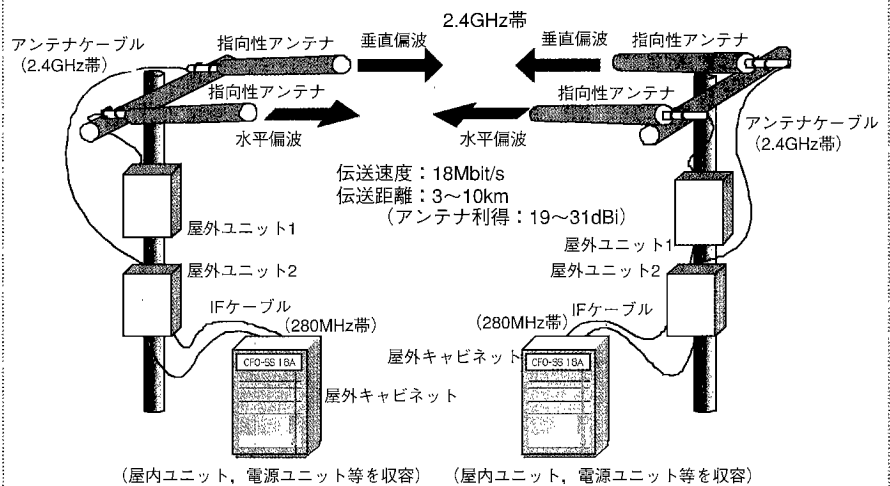 2.4GHz帯
アンテナケーブル
(2.4GHz帯)
指向性アンテナ
垂直偏波
垂直偏波
指向性アンテナ
指向性アンテナ
水平偏波
水平偏波
指向性アンテナ
アンテナケーブル
(2.4GHz帯)
伝送速度：18Mbit/s
伝送距離：3～10km
(アンテナ利得：19～31dBi)
屋外ユニット1
屋外ユニット2
屋外ユニット1
屋外ユニット2
IFケーブル
(280MHz帯)
IFケーブル
(280MHz帯)
CFO-SS 18A
屋外キャビネット
屋外キャビネット
CFO-SS 18A
(屋内ユニット，電源ユニット等を収容)
(屋内ユニット，電源ユニット等を収容)